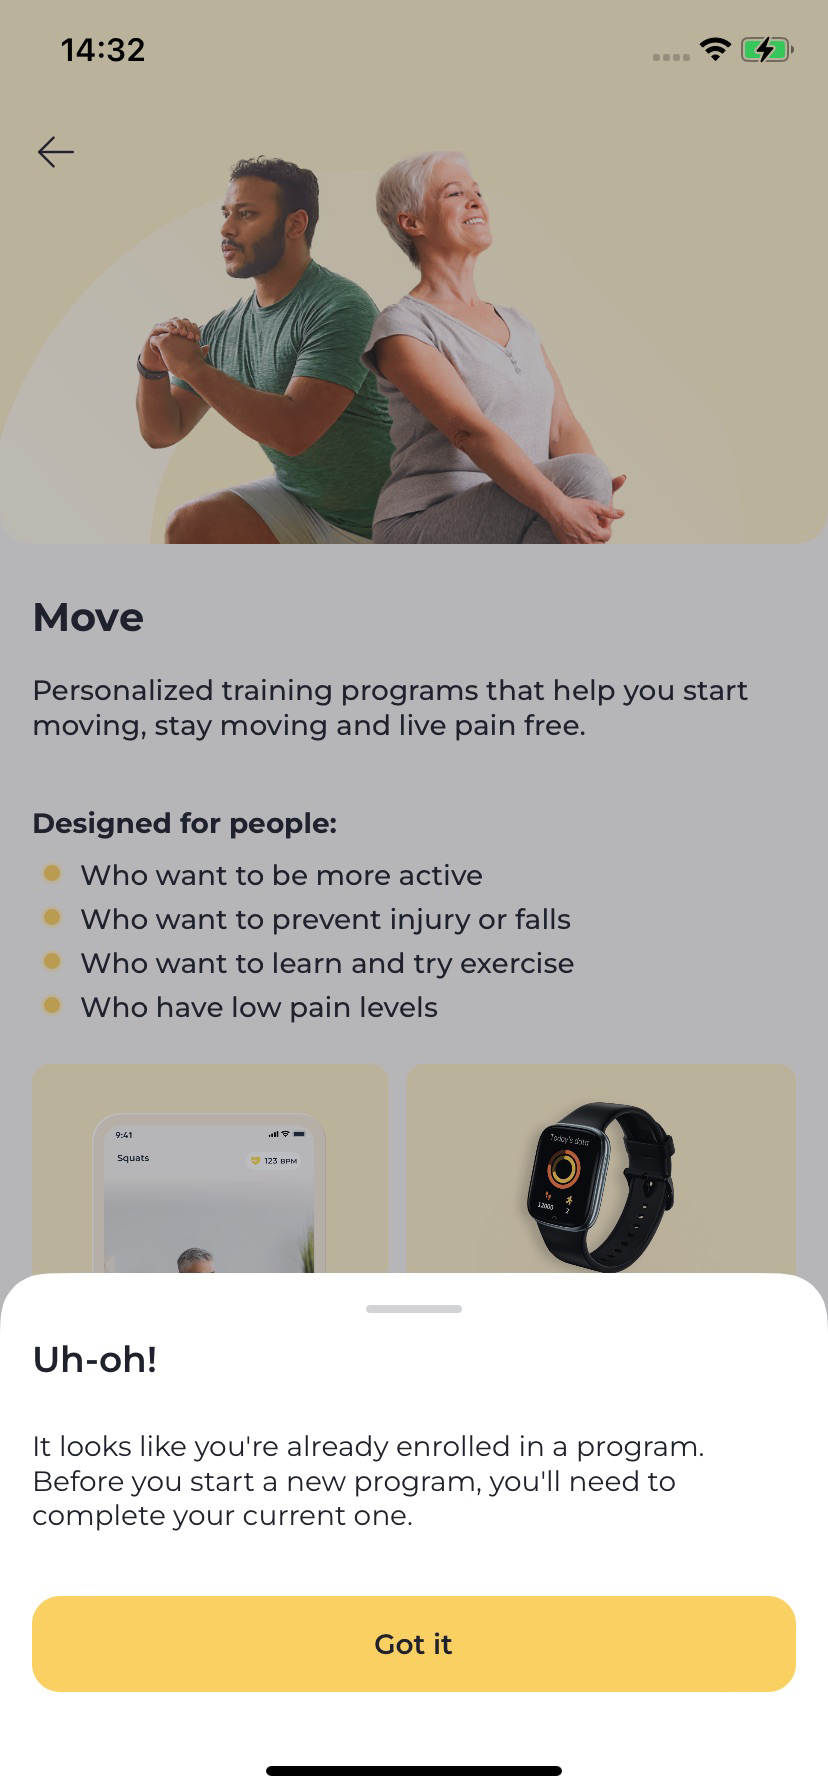 14:32
Move
Personalized training programs that help you start
moving, stay moving and live pain free.
Designed for people:
Who want to be more active
Who want to prevent injury or falls
Who want to learn and try exercise
Who have low pain levels
9:41
Squats
123 BPM
Today's data
12000 2
Uh-oh!
It looks like you're already enrolled in a program.
Before you start a new program, you'll need to
complete your current one.
Got it